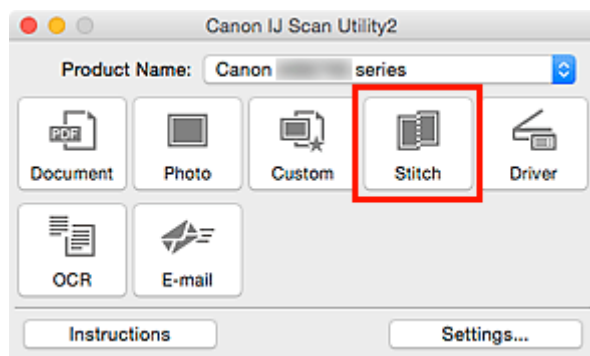 Canon IJ Scan Utility2
Product Name: Canon series
PDF
Document Photo Custom Stitch Driver
OCR E-mail
Instructions Settings...